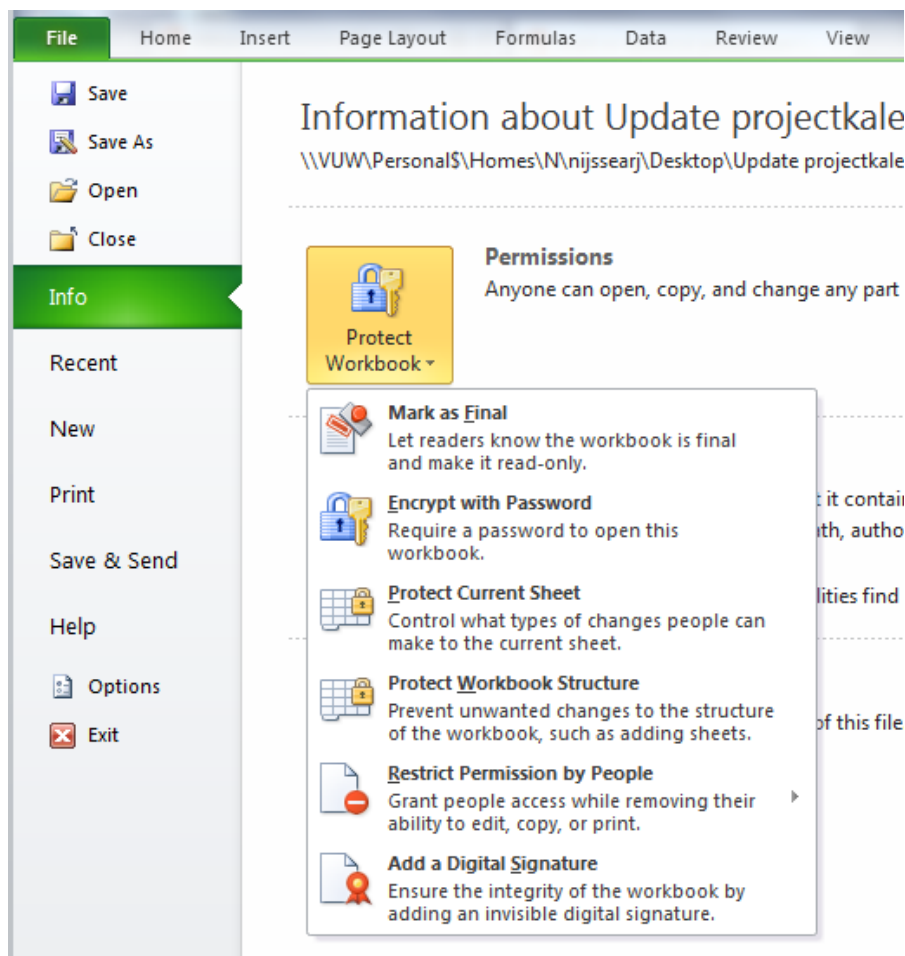 File Home Insert Page Layout Formulas Data Review View
Save
Save As
Open
Close
Info
Recent
New
Print
Save & Send
Help
Options
Exit
Information about Update projectkale
\\VUW\Personal$\Homes\N\nijssearj\Desktop\Update projectkale
Protect
Workbook
Permissions
Anyone can open, copy, and change any part
Mark as Final
Let readers know the workbook is final
and make it read-only.
Encrypt with Password
Require a password to open this
workbook.
Protect Current Sheet
Control what types of changes people can
make to the current sheet.
Protect Workbook Structure
Prevent unwanted changes to the structure
of the workbook, such as adding sheets.
Restrict Permission by People
Grant people access while removing their
ability to edit, copy, or print.
Add a Digital Signature
Ensure the integrity of the workbook by
adding an invisible digital signature.
t it contai
ath, autho
lities find
of this file